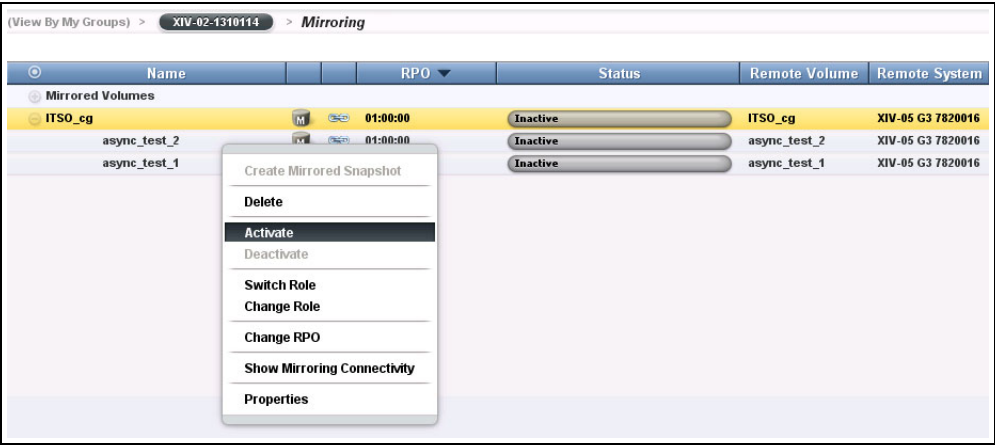 (View By My Groups) > XIV-02-1310114 > Mirroring
Name RPO Status Remote Volume Remote System
Mirrored Volumes
ITSO_cg M 01:00:00 Inactive ITSO_cg XIV-05 G3 7820016
async_test_2 M 01:00:00 Inactive async_test_2 XIV-05 G3 7820016
async_test_1 Inactive async_test_1 XIV-05 G3 7820016
Create Mirrored Snapshot
Delete
Activate
Deactivate
Switch Role
Change Role
Change RPO
Show Mirroring Connectivity
Properties